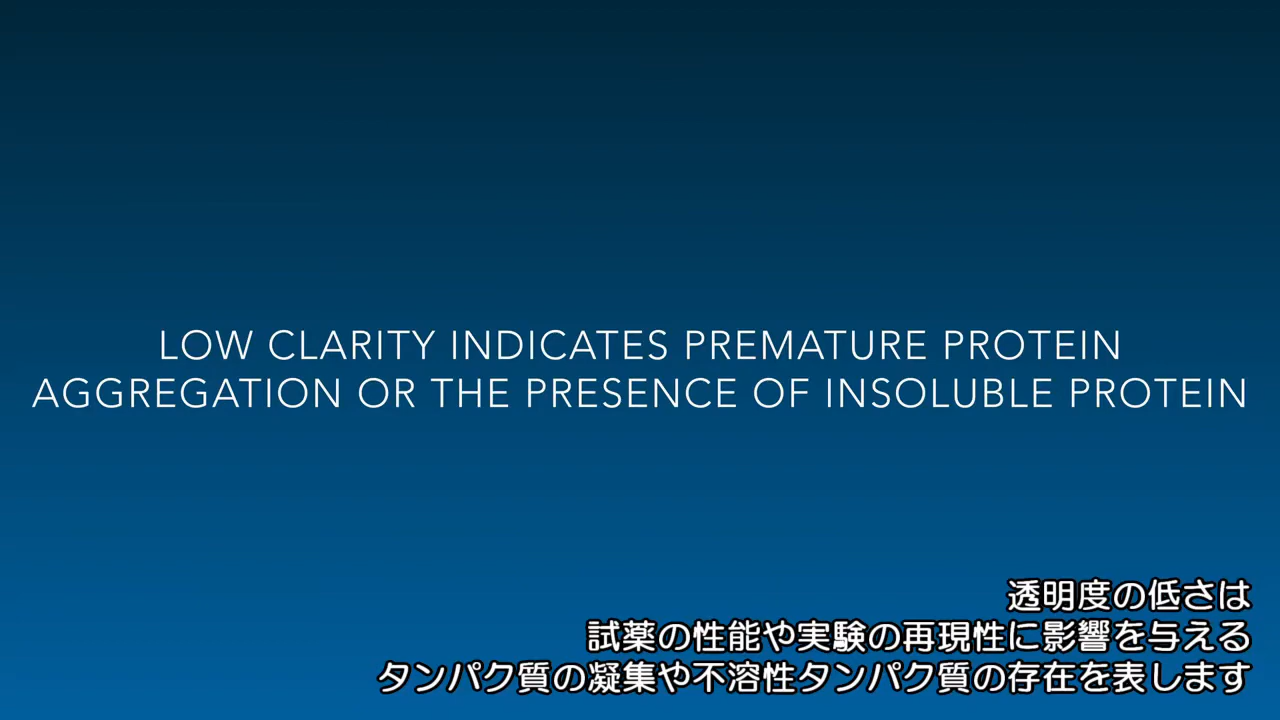 LOW CLARITY INDICATES PREMATURE PROTEIN
AGGREGATION OR THE PRESENCE OF INSOLUBLE PROTEIN
透明度の低さは
試薬の性能や実験の再現性に影響を与える
タンパク質の凝集や不溶性タンパク質の存在を表します